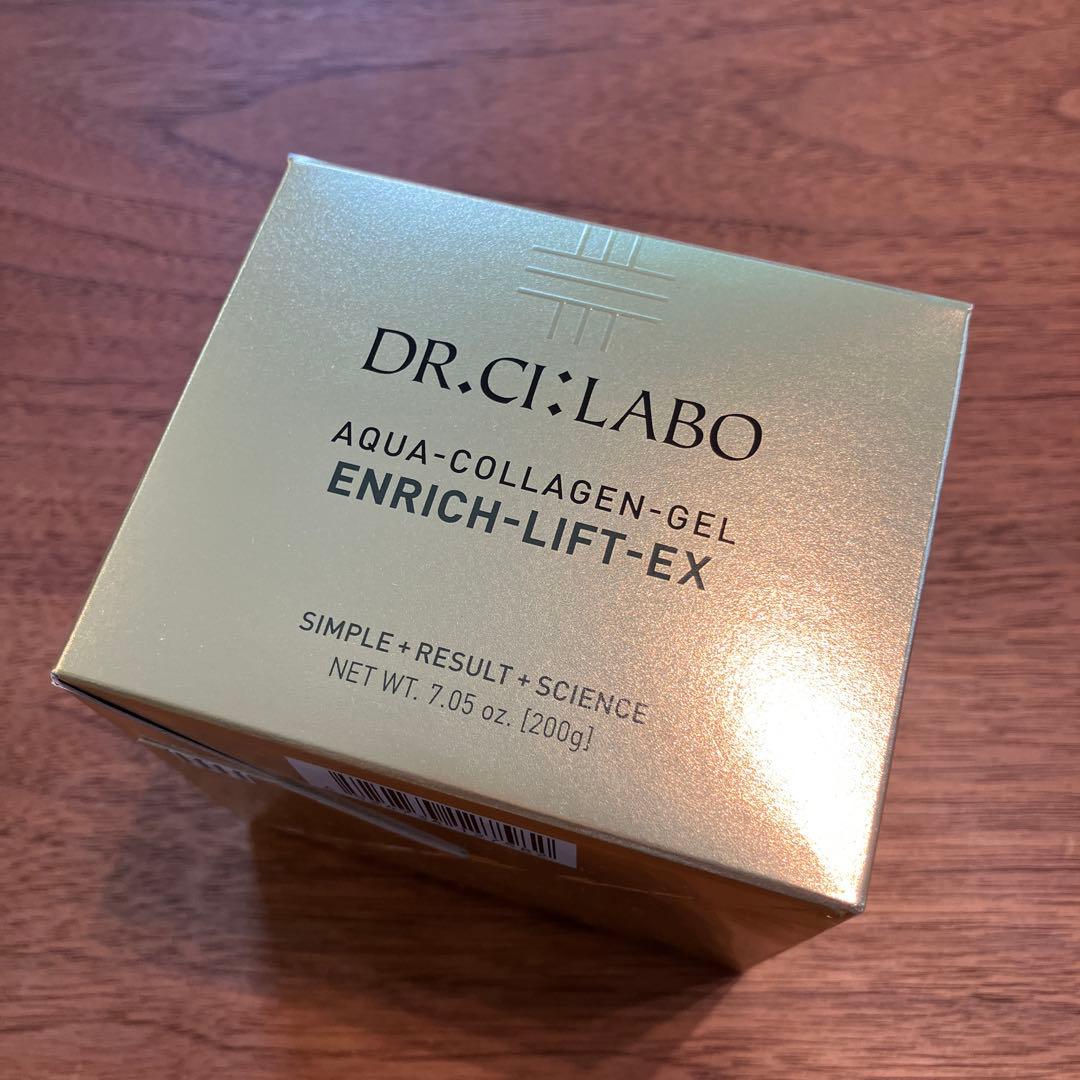 DR.CI:LABO
AQUA-COLLAGEN-GEL
ENRICH-LIFT-EX
SIMPLE+RESULT+SCIENCE
NET WT. 7.05 oz. [200g]